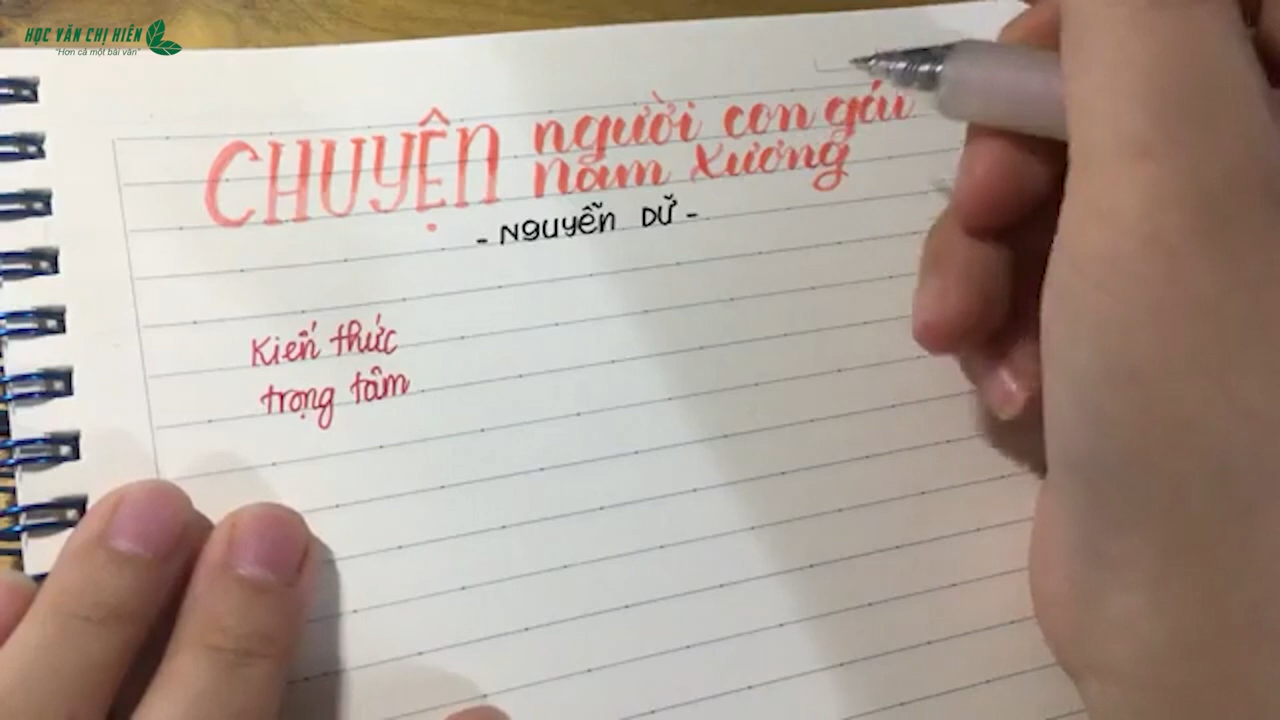 HỌC VĂN CHỊ HIÊN
"Hơn cả một bài văn"
CHUYỆN người con gái
Nam Xương
- NGUYỄN DỮ -
Kiến thức
trọng tâm